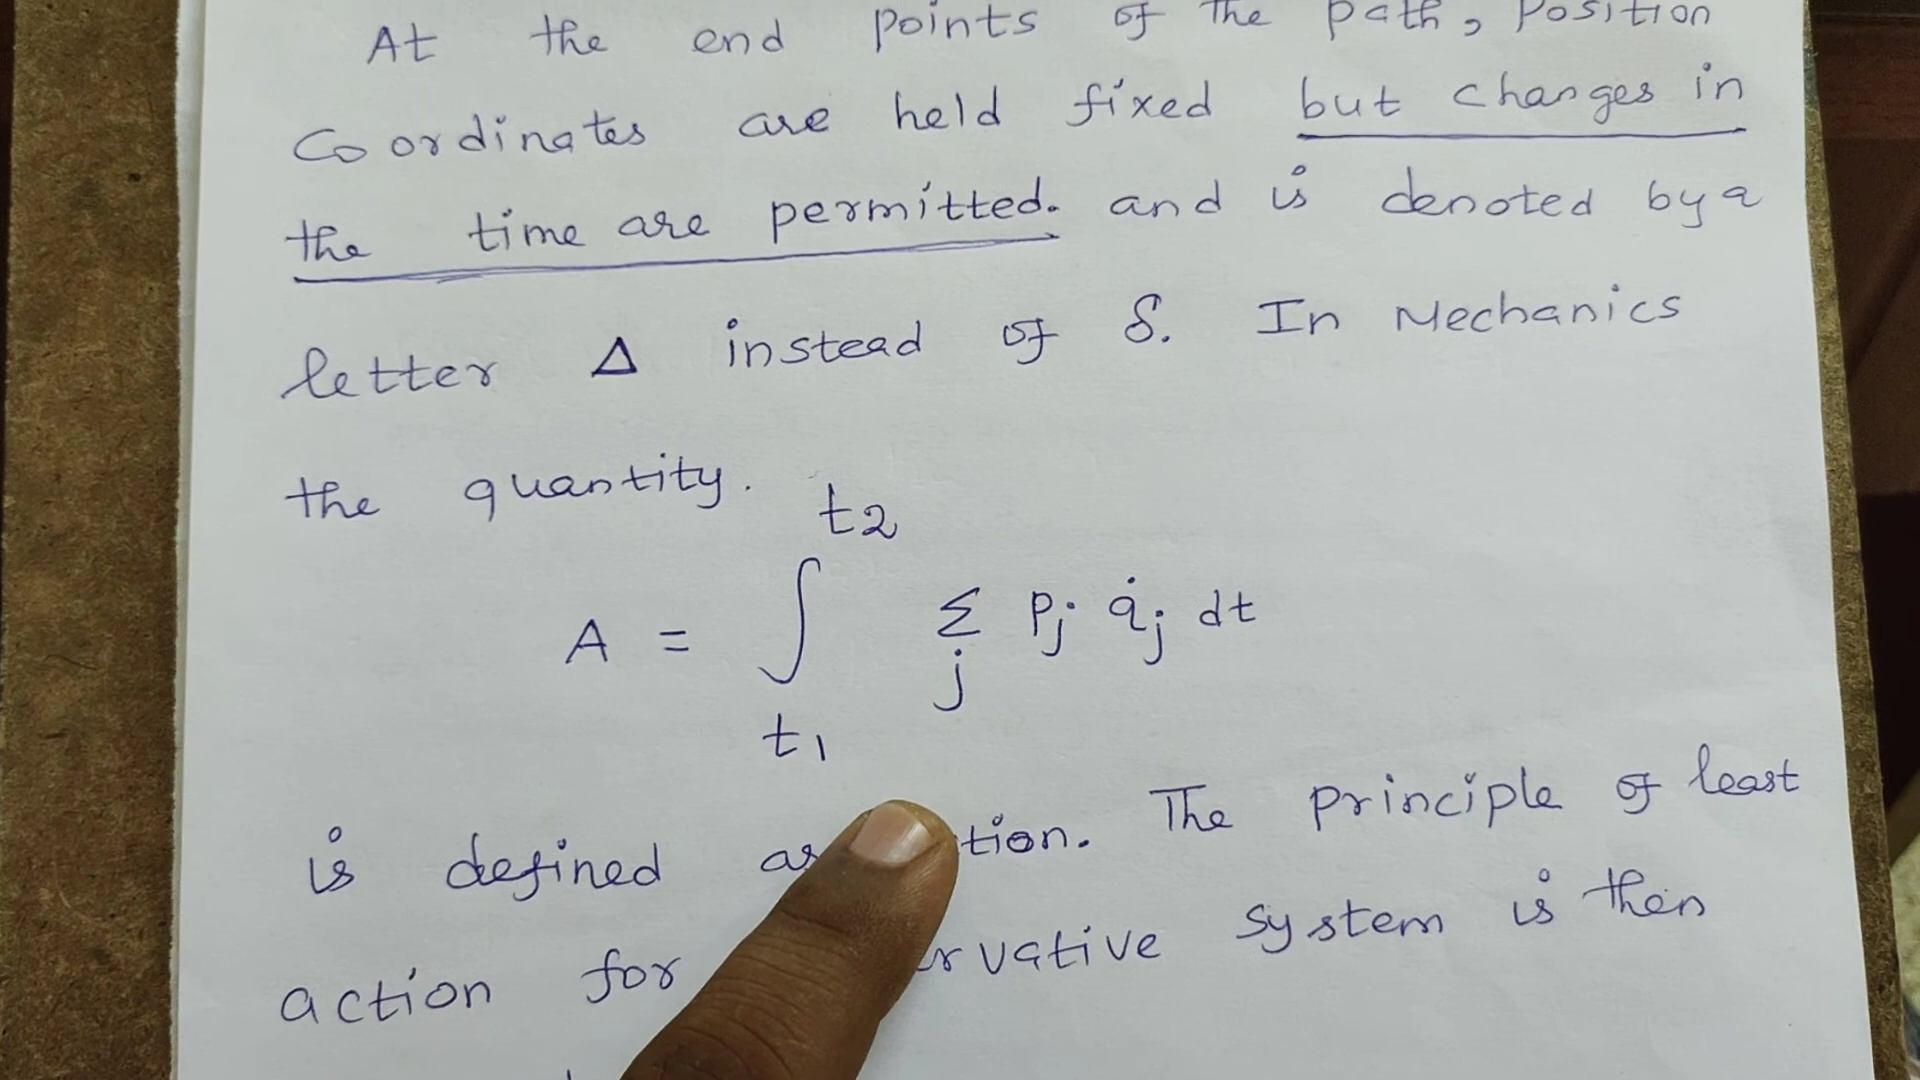 At the end points of the path, Position
Coordinates are held fixed but changes in
the time are permitted. and is denoted by a
letter Δ instead of δ. In Mechanics
the quantity.
t2
A = ∫ Σ pj q̇j dt
j
t1
is defined as tion. The principle of least
action for rvative system is then